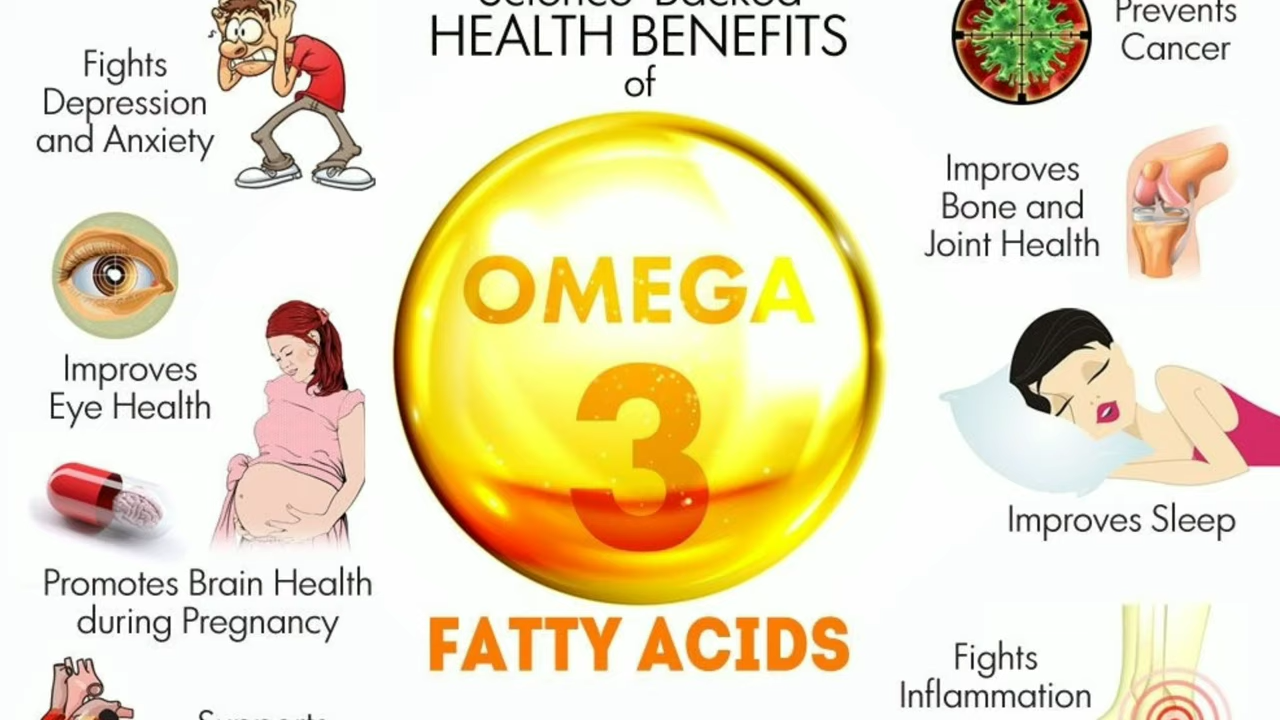 HEALTH BENEFITS
of
OMEGA
3
FATTY ACIDS
Fights
Depression
and Anxiety
Improves
Eye Health
Promotes Brain Health
during Pregnancy
Prevents
Cancer
Improves
Bone and
Joint Health
Improves Sleep
Fights
Inflammation